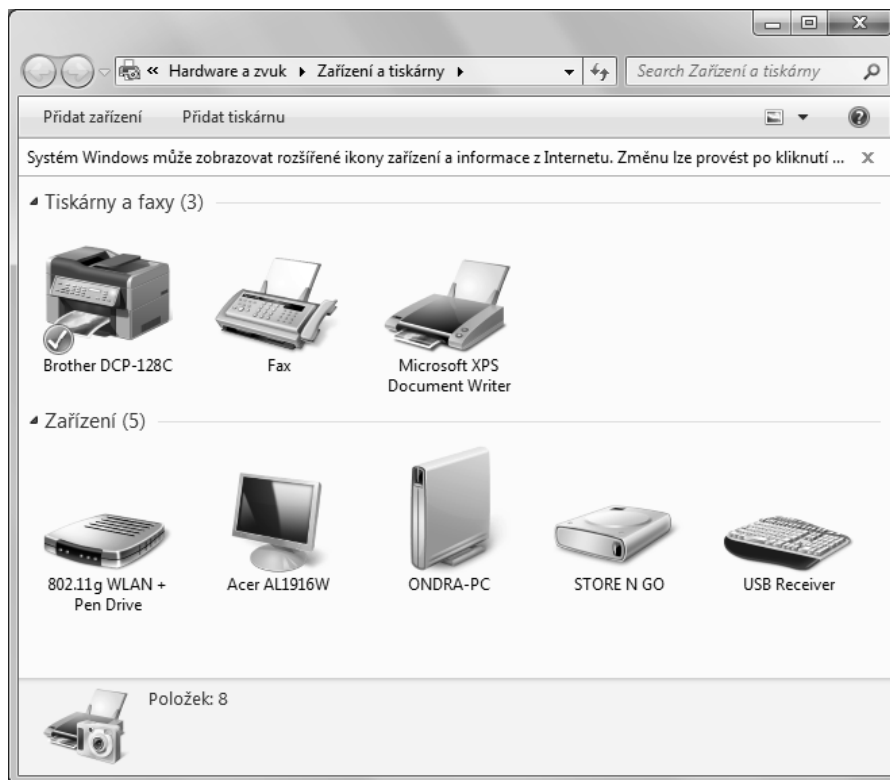 « Hardware a zvuk ▸ Zařízení a tiskárny ▸
Search Zařízení a tiskárny
Přidat zařízení Přidat tiskárnu
Systém Windows může zobrazovat rozšířené ikony zařízení a informace z Internetu. Změnu lze provést po kliknutí ...
Tiskárny a faxy (3)
Brother DCP-128C
Fax
Microsoft XPS
Document Writer
Zařízení (5)
802.11g WLAN +
Pen Drive
Acer AL1916W
ONDRA-PC
STORE N GO
USB Receiver
Položek: 8